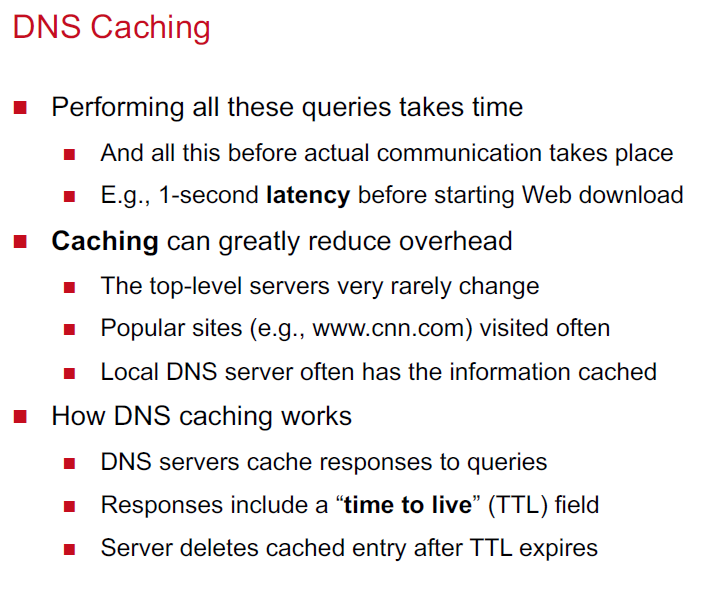 DNS Caching
Performing all these queries takes time
And all this before actual communication takes place
E.g., 1-second latency before starting Web download
Caching can greatly reduce overhead
The top-level servers very rarely change
Popular sites (e.g., www.cnn.com) visited often
Local DNS server often has the information cached
How DNS caching works
DNS servers cache responses to queries
Responses include a “time to live” (TTL) field
Server deletes cached entry after TTL expires